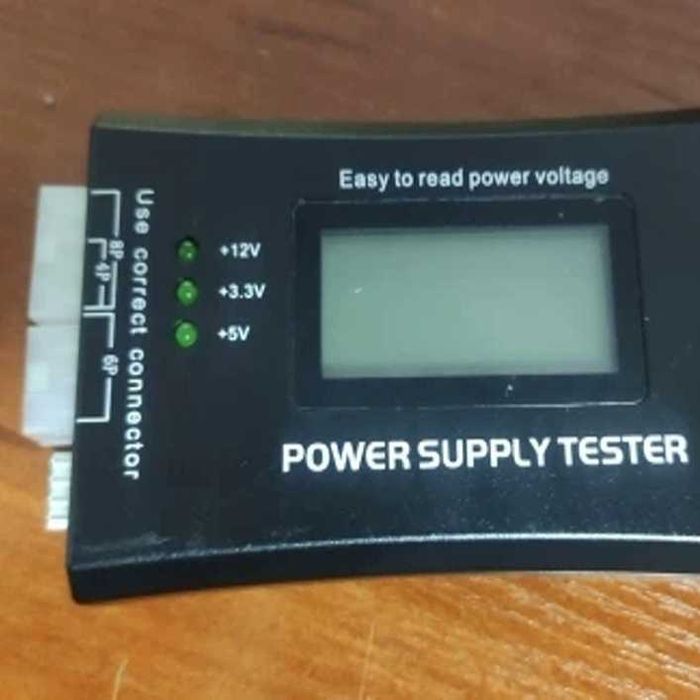 Easy to read power voltage
Use correct connector
8P
4P
6P
+12V
+3.3V
+5V
POWER SUPPLY TESTER